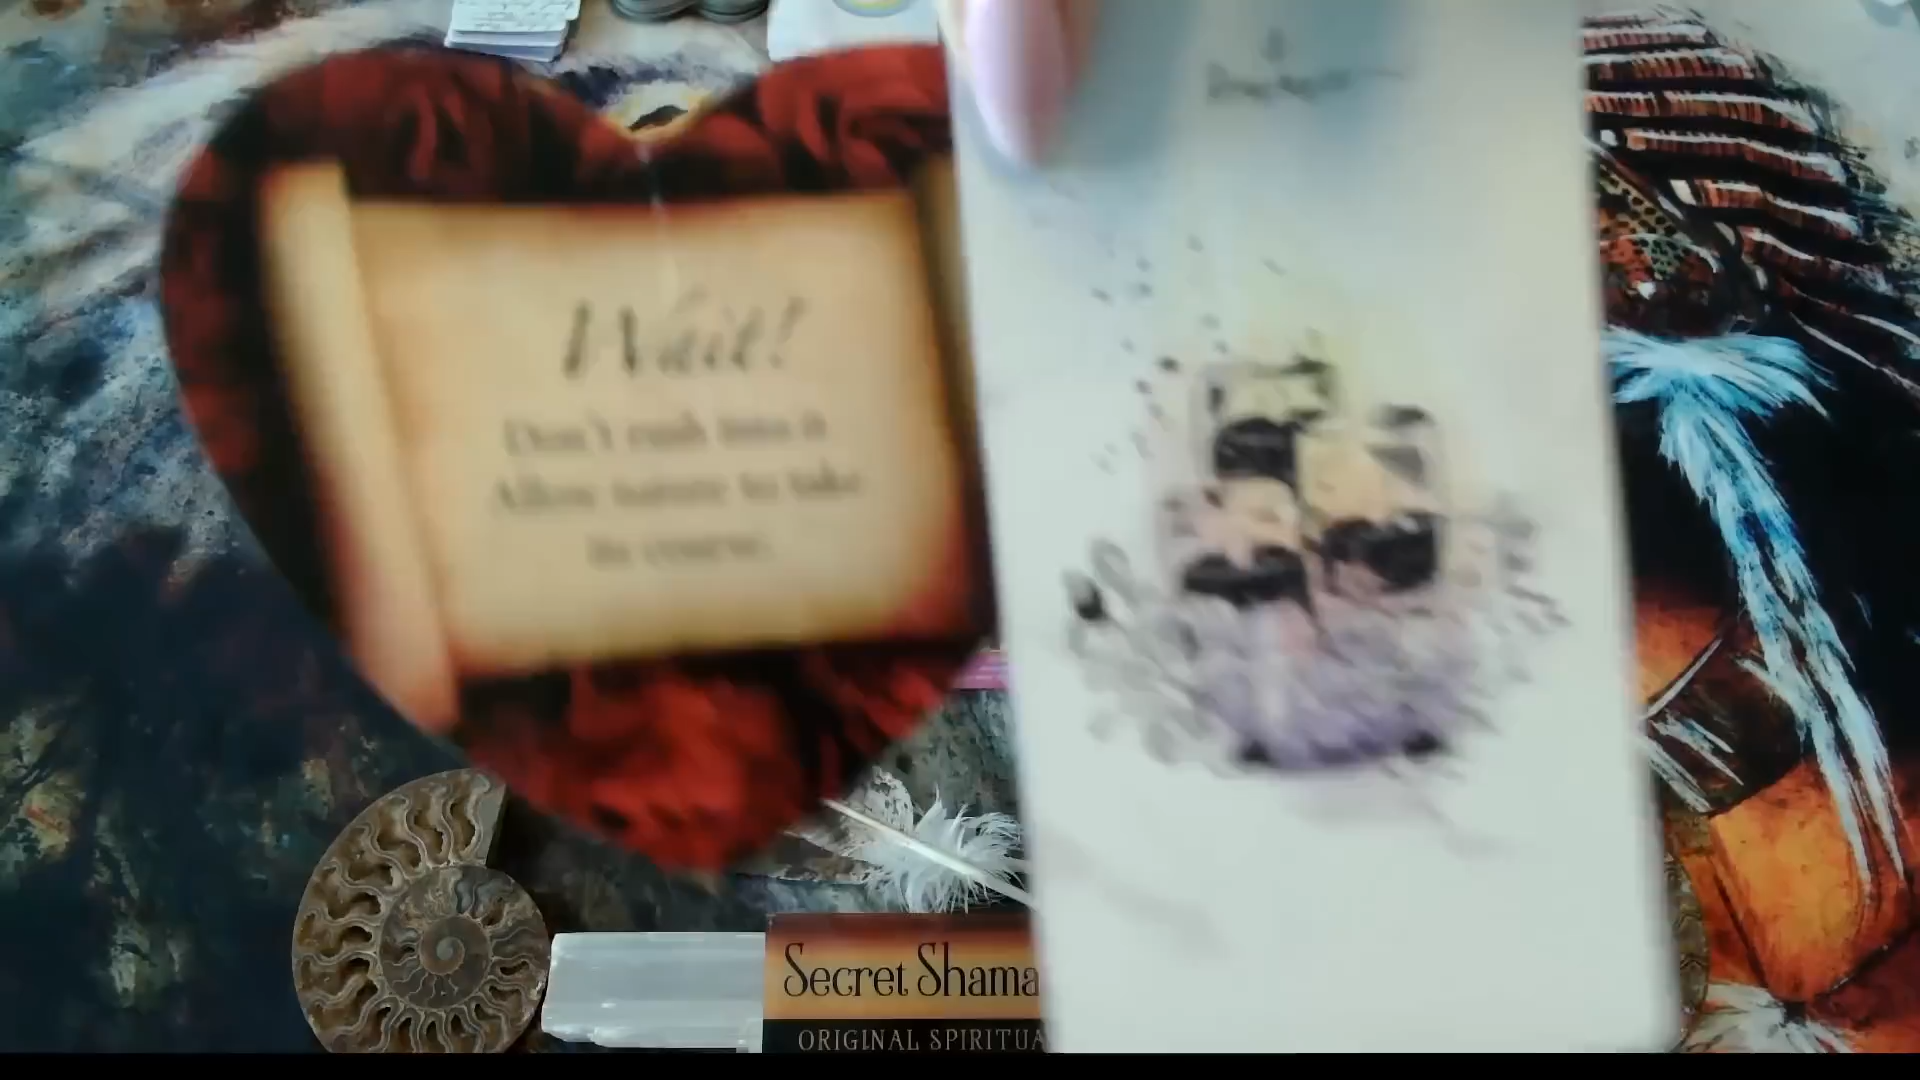 Wait!
Don't rush into it
Allow nature to take
its course.
Secret Shama
ORIGINAL SPIRITUA